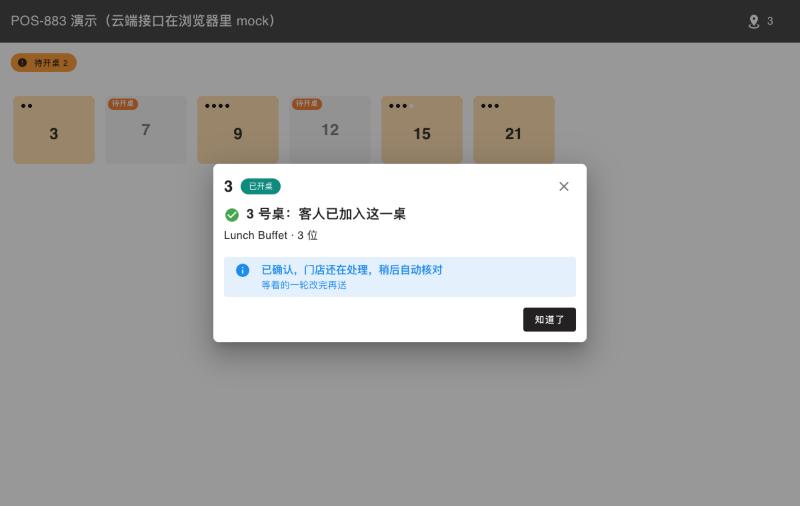 POS-883 演示（云端接口在浏览器里 mock）
3
待开桌 2
待开桌
待开桌
3
7
9
12
15
21
3 已开桌
3 号桌：客人已加入这一桌
Lunch Buffet · 3 位
已确认，门店还在处理，稍后自动核对
等着的一轮改完再送
知道了